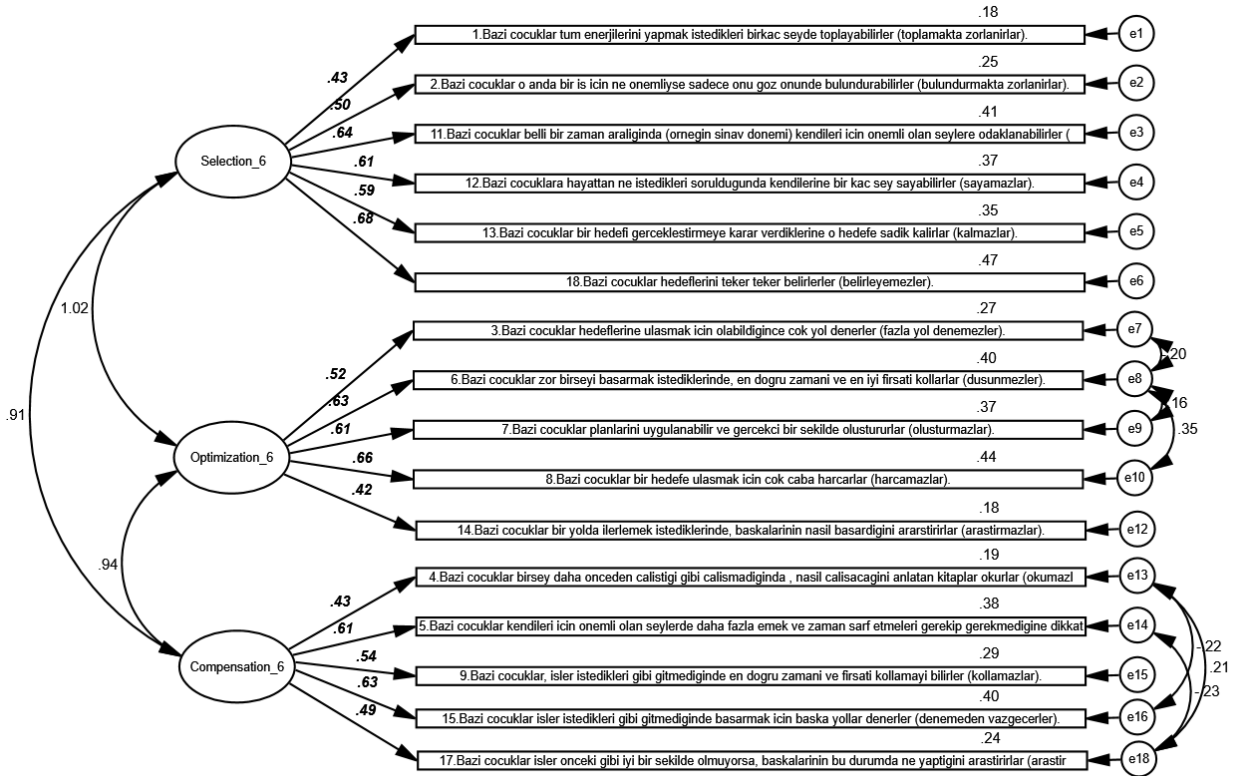 .18
1.Bazi cocuklar tum enerjilerini yapmak istedikleri birkac seyde toplayabilirler (toplamakta zorlanirlar).
e1
.43
.25
2.Bazi cocuklar o anda bir is icin ne onemliyse sadece onu goz onunde bulundurabilirler (bulundurmakta zorlanirlar).
e2
.50
.41
11.Bazi cocuklar belli bir zaman araliginda (ornegin sinav donemi) kendileri icin onemli olan seylere odaklanabilirler (
e3
.64
Selection_6
.37
12.Bazi cocuklara hayattan ne istedikleri soruldugunda kendilerine bir kac sey sayabilirler (sayamazlar).
e4
.61
.35
13.Bazi cocuklar bir hedefi gerceklestirmeye karar verdiklerine o hedefe sadik kalirlar (kalmazlar).
e5
.59
.47
18.Bazi cocuklar hedeflerini teker teker belirlerler (belirleyemezler).
e6
.68
1.02
.27
3.Bazi cocuklar hedeflerine ulasmak icin olabildigince cok yol denerler (fazla yol denemezler).
e7
.52
-.20
.40
6.Bazi cocuklar zor birseyi basarmak istediklerinde, en dogru zamani ve en iyi firsati kollarlar (dusunmezler).
e8
.63
.16
.91
.37
7.Bazi cocuklar planlarini uygulanabilir ve gercekci bir sekilde olustururlar (olusturmazlar).
e9
.61
.35
Optimization_6
.44
8.Bazi cocuklar bir hedefe ulasmak icin cok caba harcarlar (harcamazlar).
e10
.66
.18
14.Bazi cocuklar bir yolda ilerlemek istediklerinde, baskalarinin nasil basardigini ararstirirlar (arastirmazlar).
e12
.42
.94
.19
4.Bazi cocuklar birsey daha onceden calistigi gibi calismadiginda , nasil calisacagini anlatan kitaplar okurlar (okumazl
e13
.43
.38
5.Bazi cocuklar kendileri icin onemli olan seylerde daha fazla emek ve zaman sarf etmeleri gerekip gerekmedigine dikkat
e14
.61
-.22
Compensation_6
.29
9.Bazi cocuklar, isler istedikleri gibi gitmediginde en dogru zamani ve firsati kollamayi bilirler (kollamazlar).
e15
.54
.21
-.23
.40
15.Bazi cocuklar isler istedikleri gibi gitmediginde basarmak icin baska yollar denerler (denemeden vazgecerler).
e16
.63
.24
17.Bazi cocuklar isler onceki gibi iyi bir sekilde olmuyorsa, baskalarinin bu durumda ne yaptigini arastirirlar (arastir
e18
.49